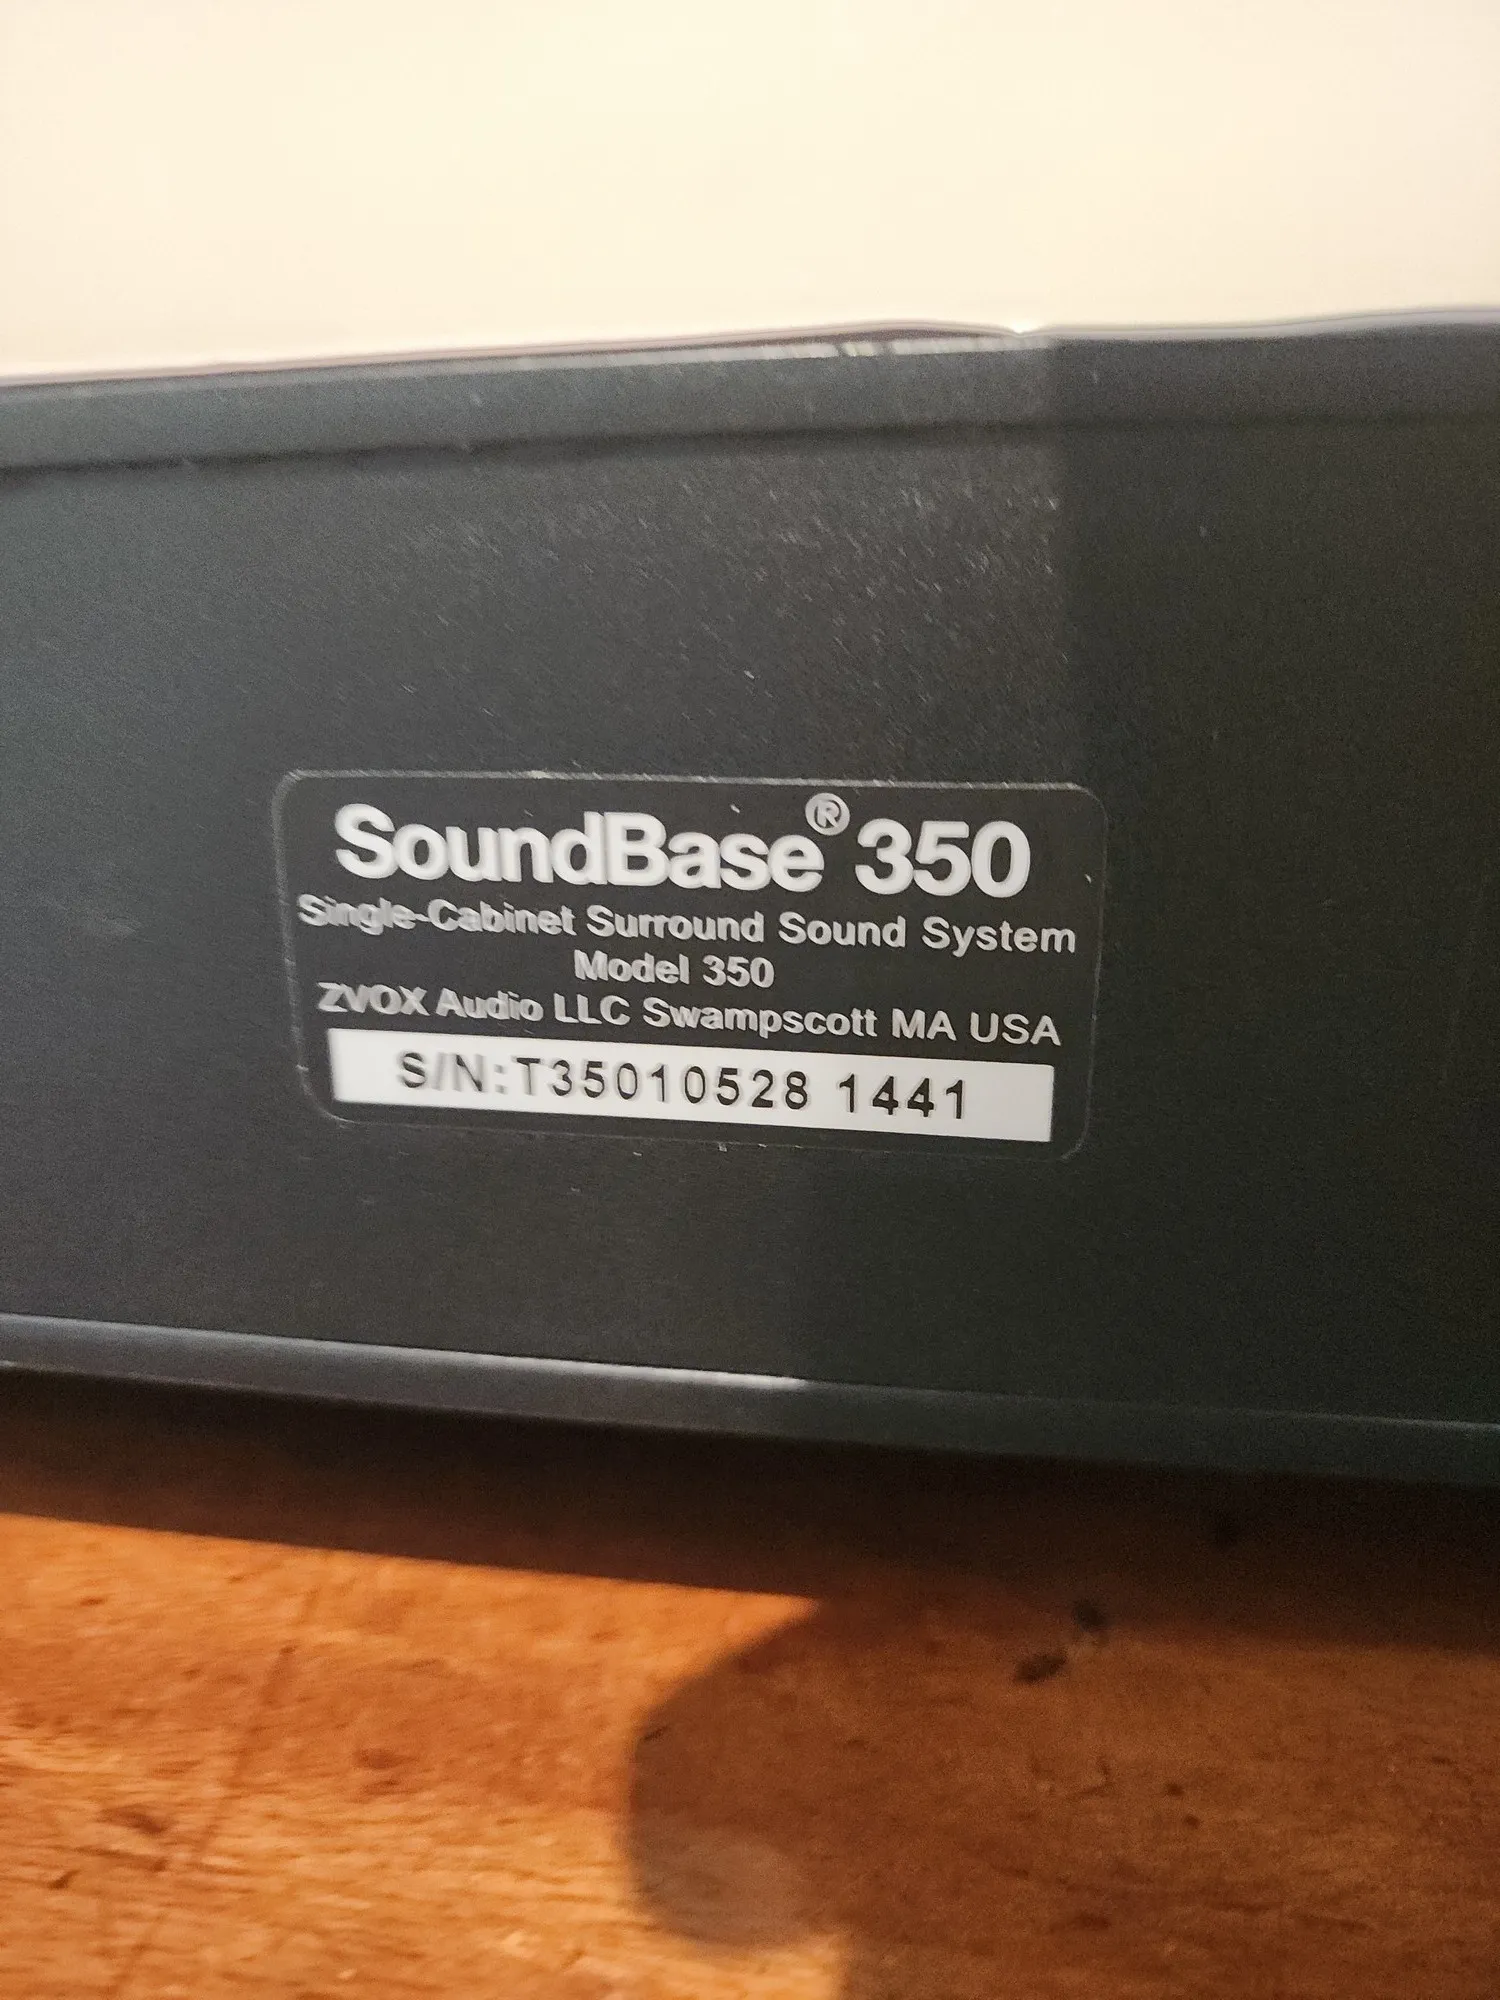 SoundBase® 350
Single-Cabinet Surround Sound System
Model 350
ZVOX Audio LLC Swampscott MA USA
S/N:T35010528 1441